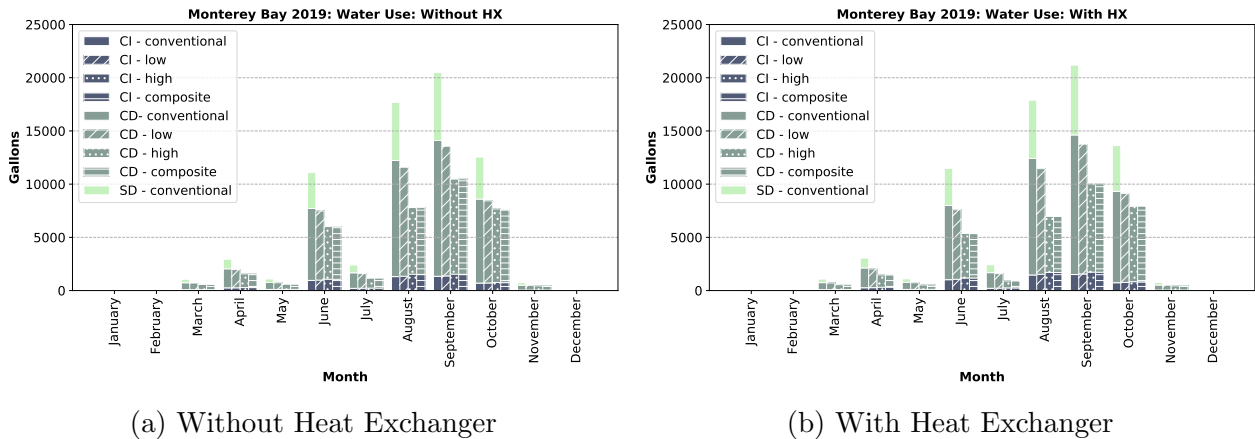 Monterey Bay 2019: Water Use: Without HX
25000
20000
15000
10000
5000
0
Gallons
CI - conventional
CI - low
CI - high
CI - composite
CD- conventional
CD - low
CD - high
CD - composite
SD - conventional
January
February
March
April
May
June
July
August
September
October
November
December
Month
(a) Without Heat Exchanger
Monterey Bay 2019: Water Use: With HX
25000
20000
15000
10000
5000
0
Gallons
CI - conventional
CI - low
CI - high
CI - composite
CD - conventional
CD - low
CD - high
CD - composite
SD - conventional
January
February
March
April
May
June
July
August
September
October
November
December
Month
(b) With Heat Exchanger